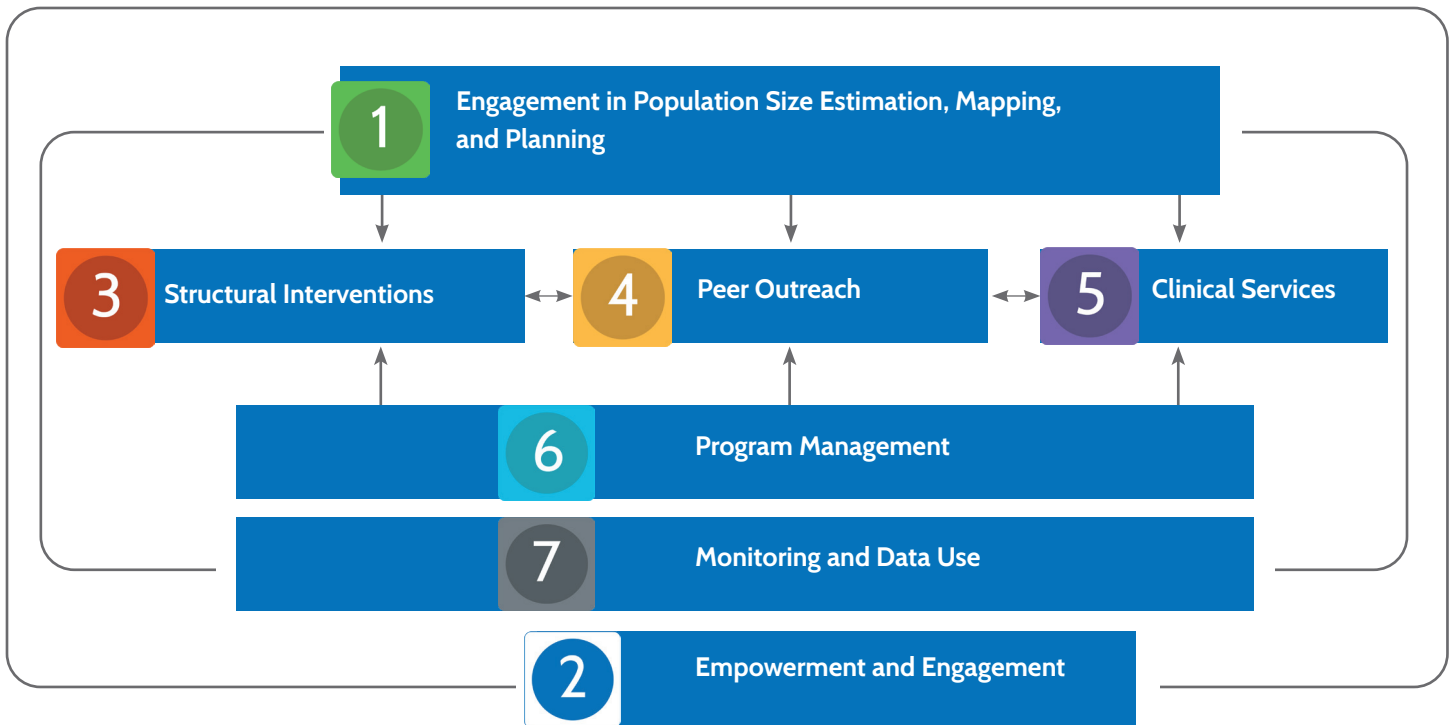 1
Engagement in Population Size Estimation, Mapping,
and Planning
3
Structural Interventions
4
Peer Outreach
5
Clinical Services
6
Program Management
7
Monitoring and Data Use
2
Empowerment and Engagement